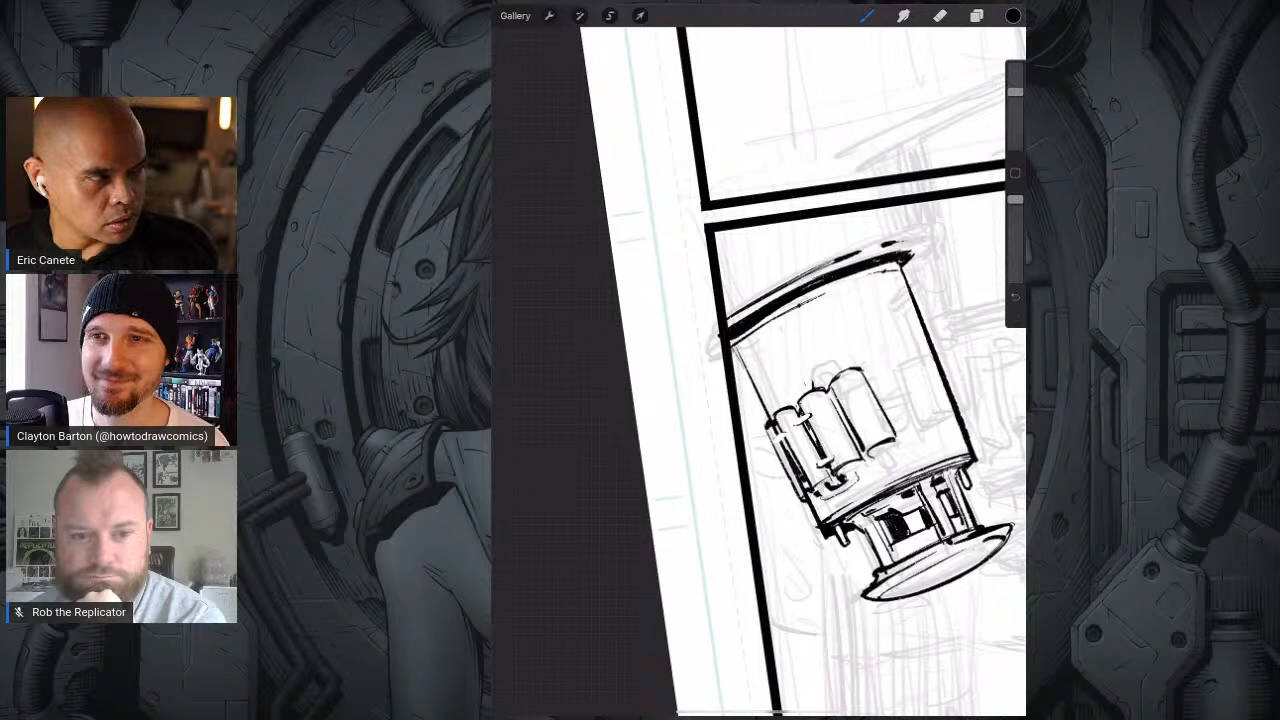 Gallery
Eric Canete
Clayton Barton (@howtodrawcomics)
Rob the Replicator